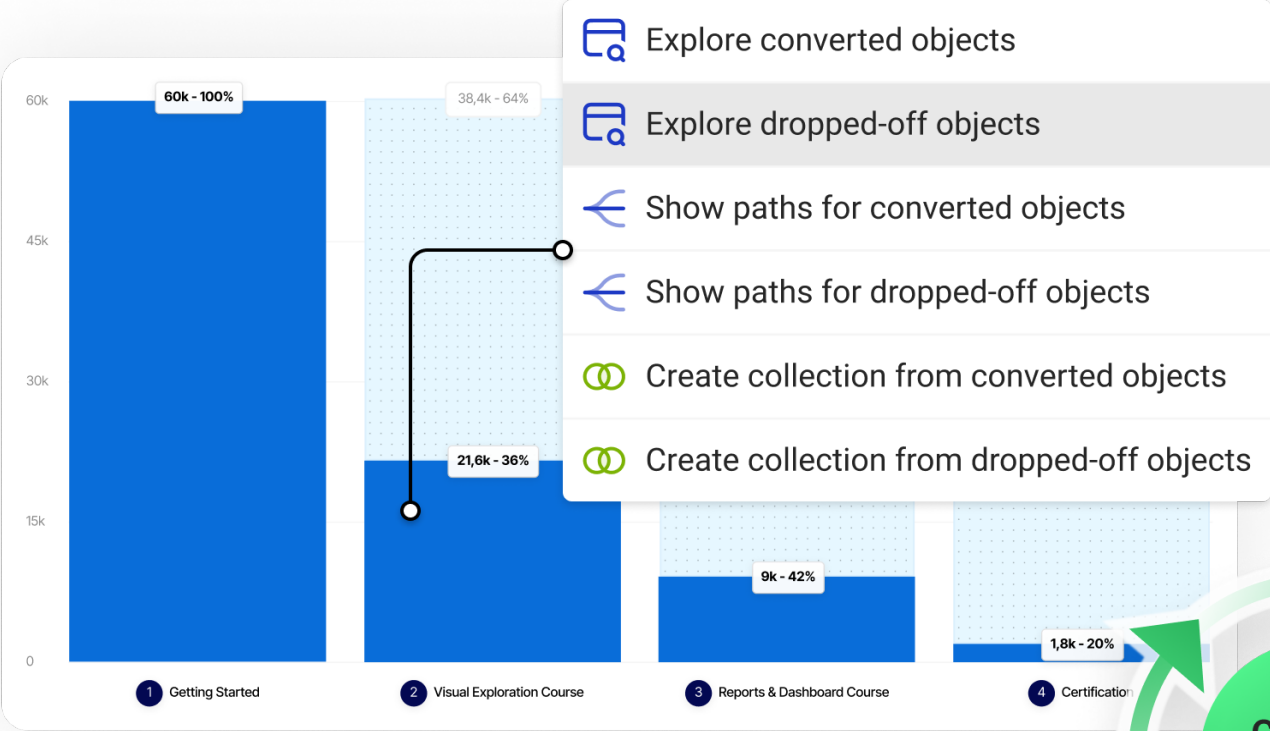 Explore converted objects
Explore dropped-off objects
Show paths for converted objects
Show paths for dropped-off objects
Create collection from converted objects
Create collection from dropped-off objects
60k
45k
30k
15k
0
60k - 100%
38,4k - 64%
21,6k - 36%
9k - 42%
1,8k - 20%
1 Getting Started
2 Visual Exploration Course
3 Reports & Dashboard Course
4 Certification